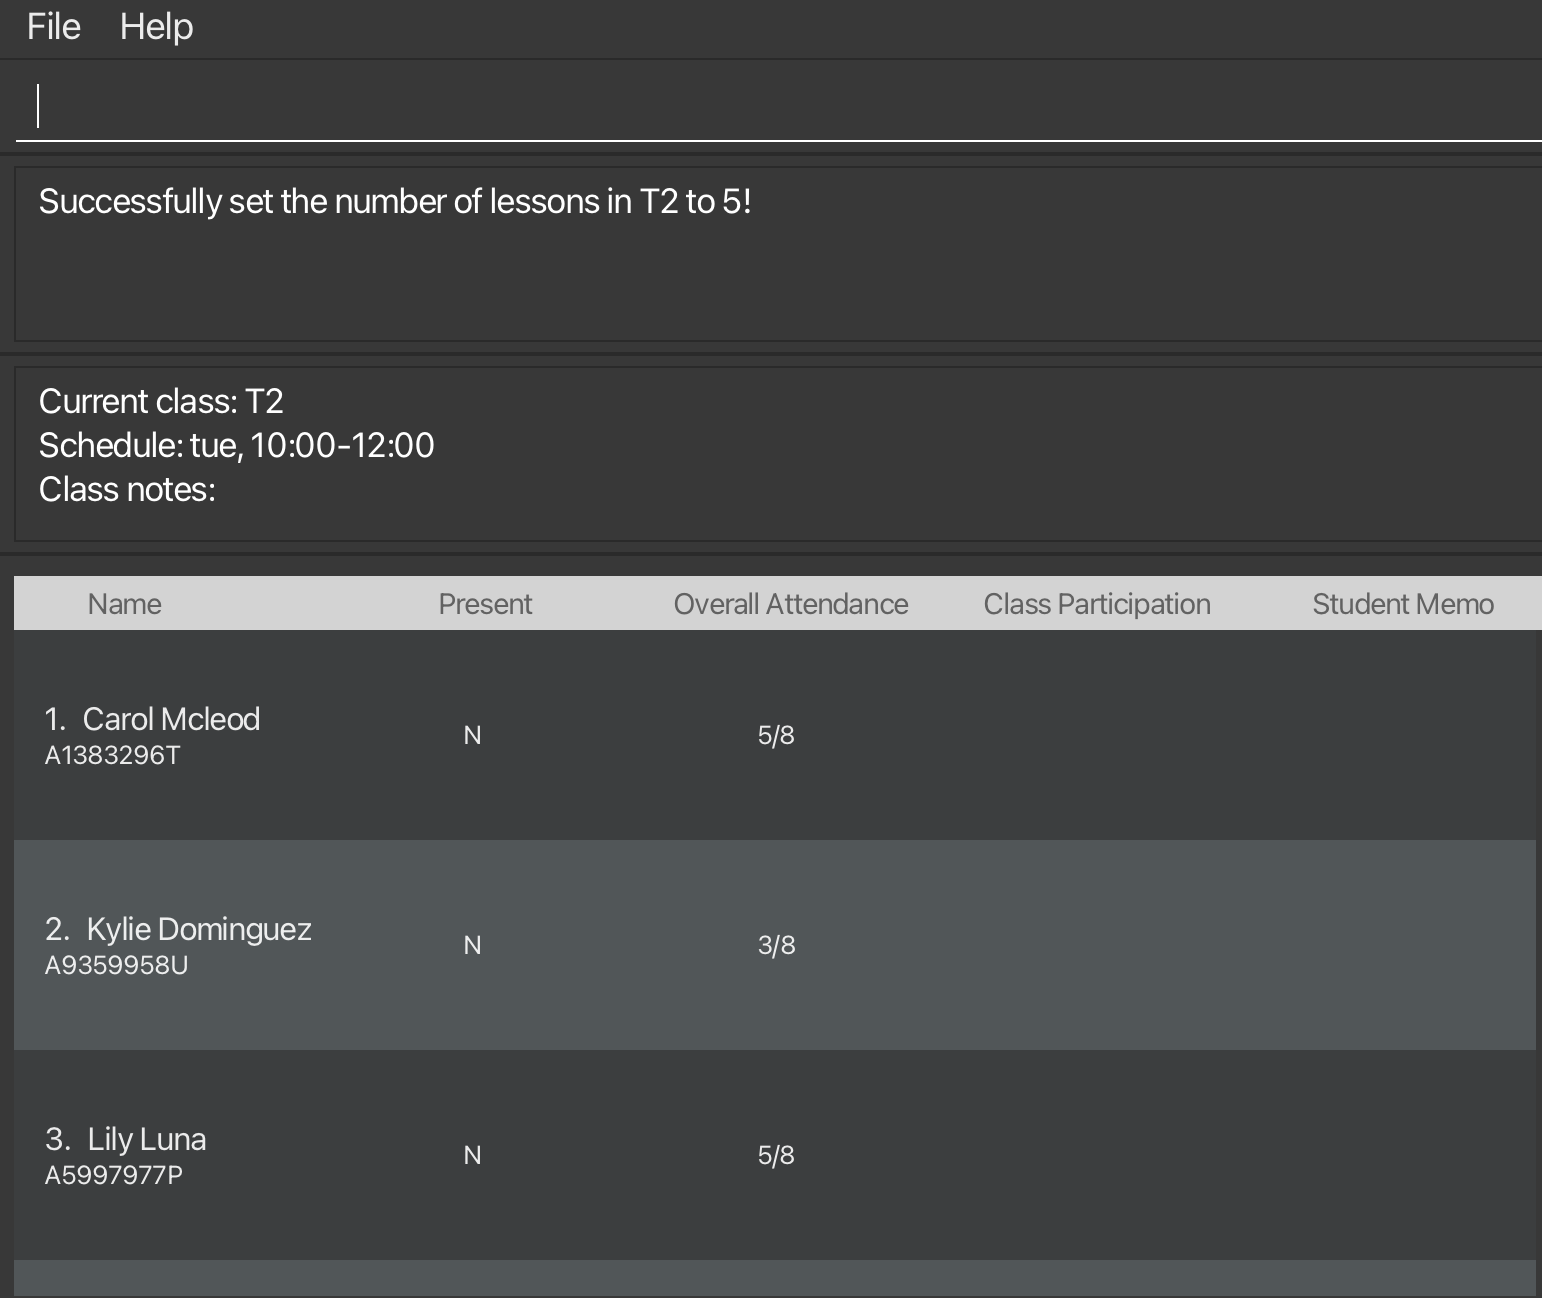 File Help
Successfully set the number of lessons in T2 to 5!
Current class: T2
Schedule: tue, 10:00-12:00
Class notes:
Name Present Overall Attendance Class Participation Student Memo
1. Carol Mcleod
A1383296T
N 5/8
2. Kylie Dominguez
A9359958U
N 3/8
3. Lily Luna
A5997977P
N 5/8